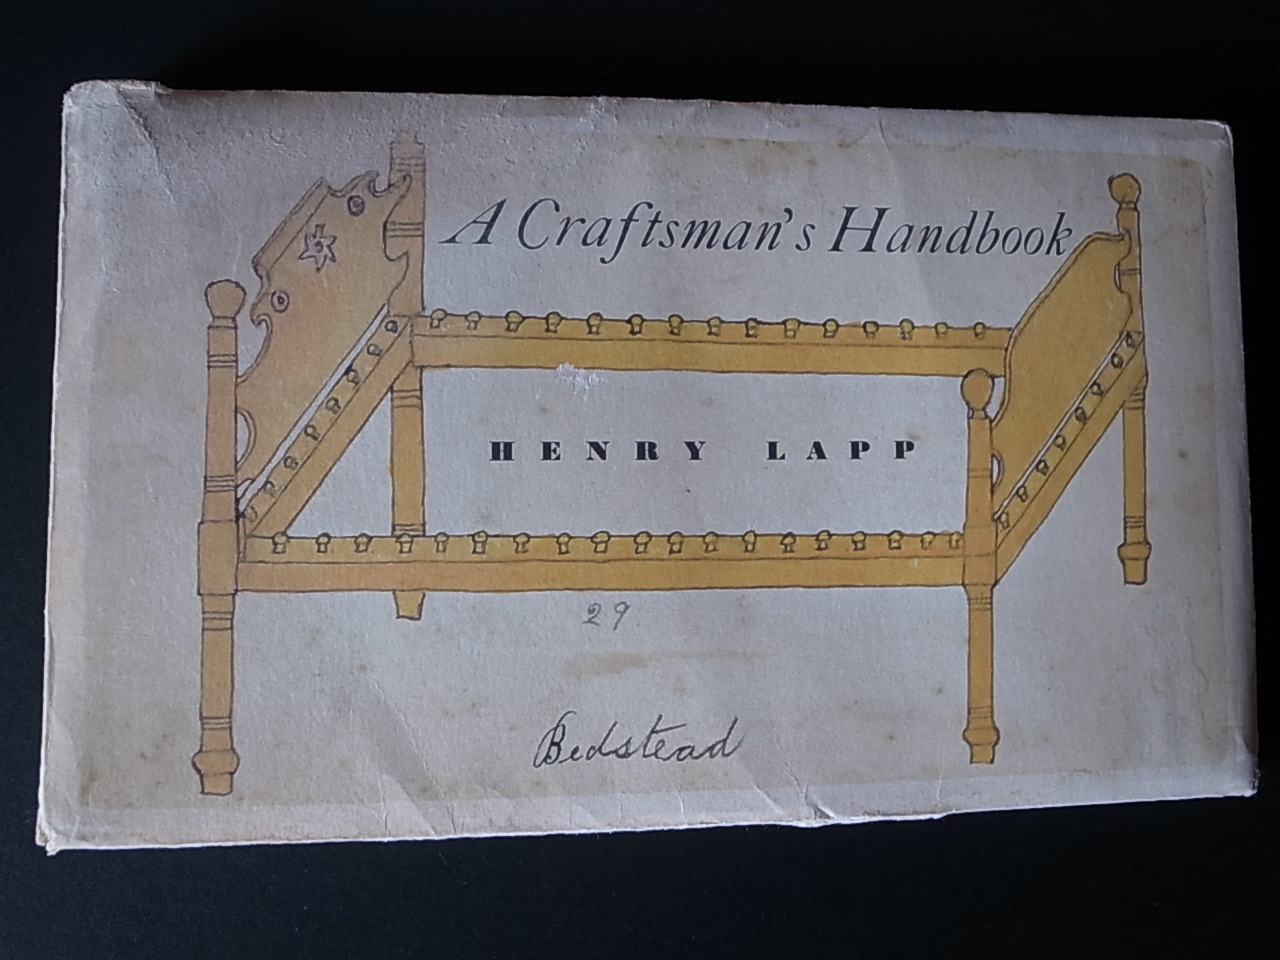 A Craftsman's Handbook
HENRY LAPP
29
Bedstead